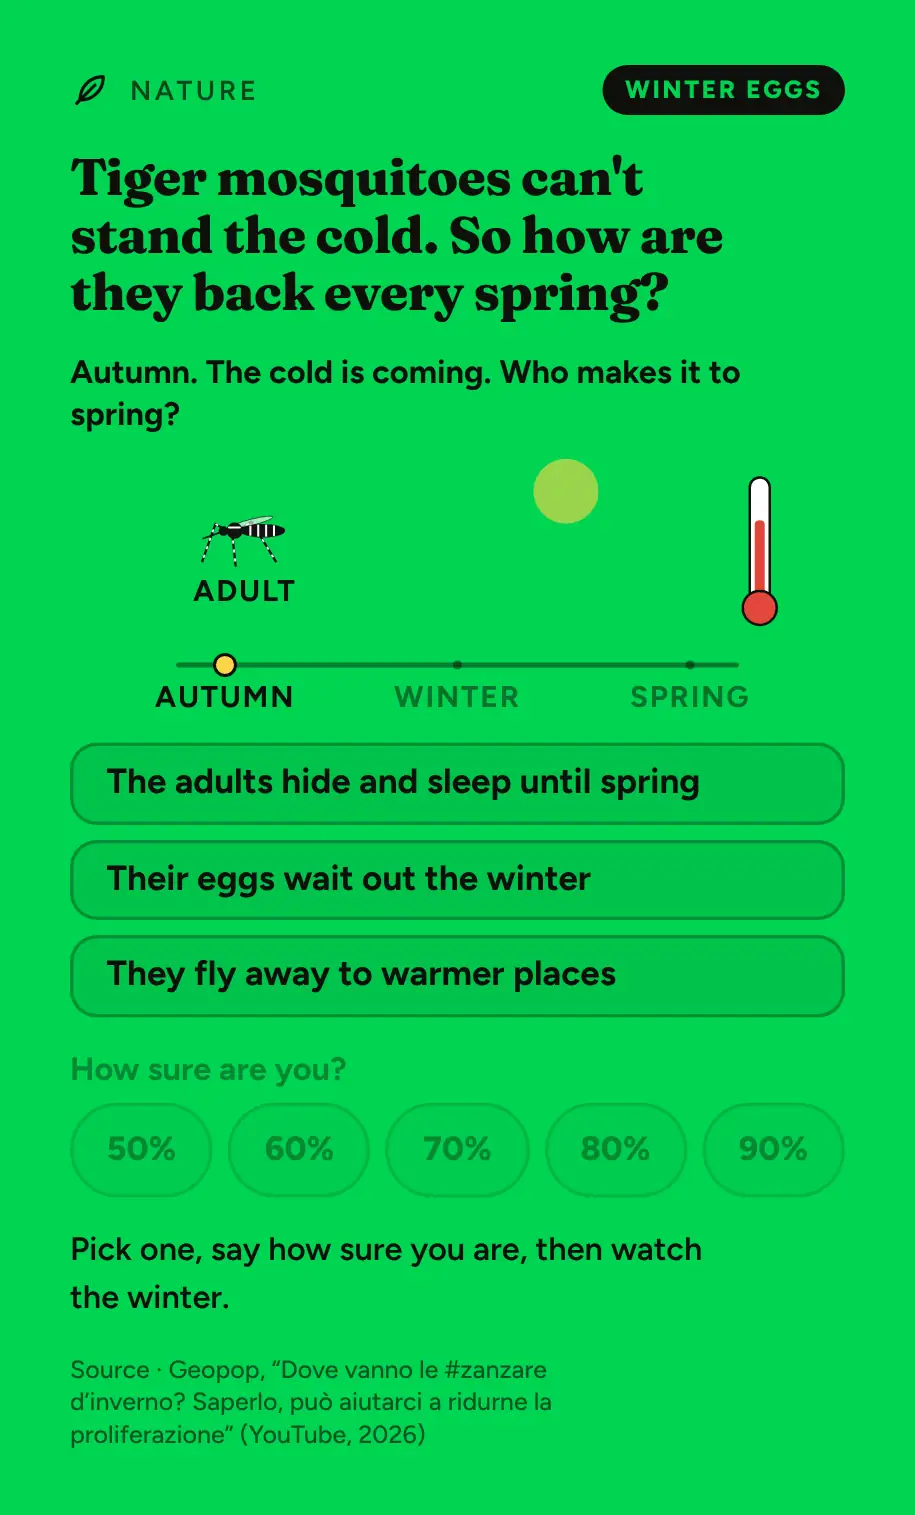 NATURE
WINTER EGGS
Tiger mosquitoes can't
stand the cold. So how are
they back every spring?
Autumn. The cold is coming. Who makes it to
spring?
ADULT
AUTUMN
WINTER
SPRING
The adults hide and sleep until spring
Their eggs wait out the winter
They fly away to warmer places
How sure are you?
50%
60%
70%
80%
90%
Pick one, say how sure you are, then watch
the winter.
Source · Geopop, “Dove vanno le #zanzare
d’inverno? Saperlo, può aiutarci a ridurne la
proliferazione” (YouTube, 2026)